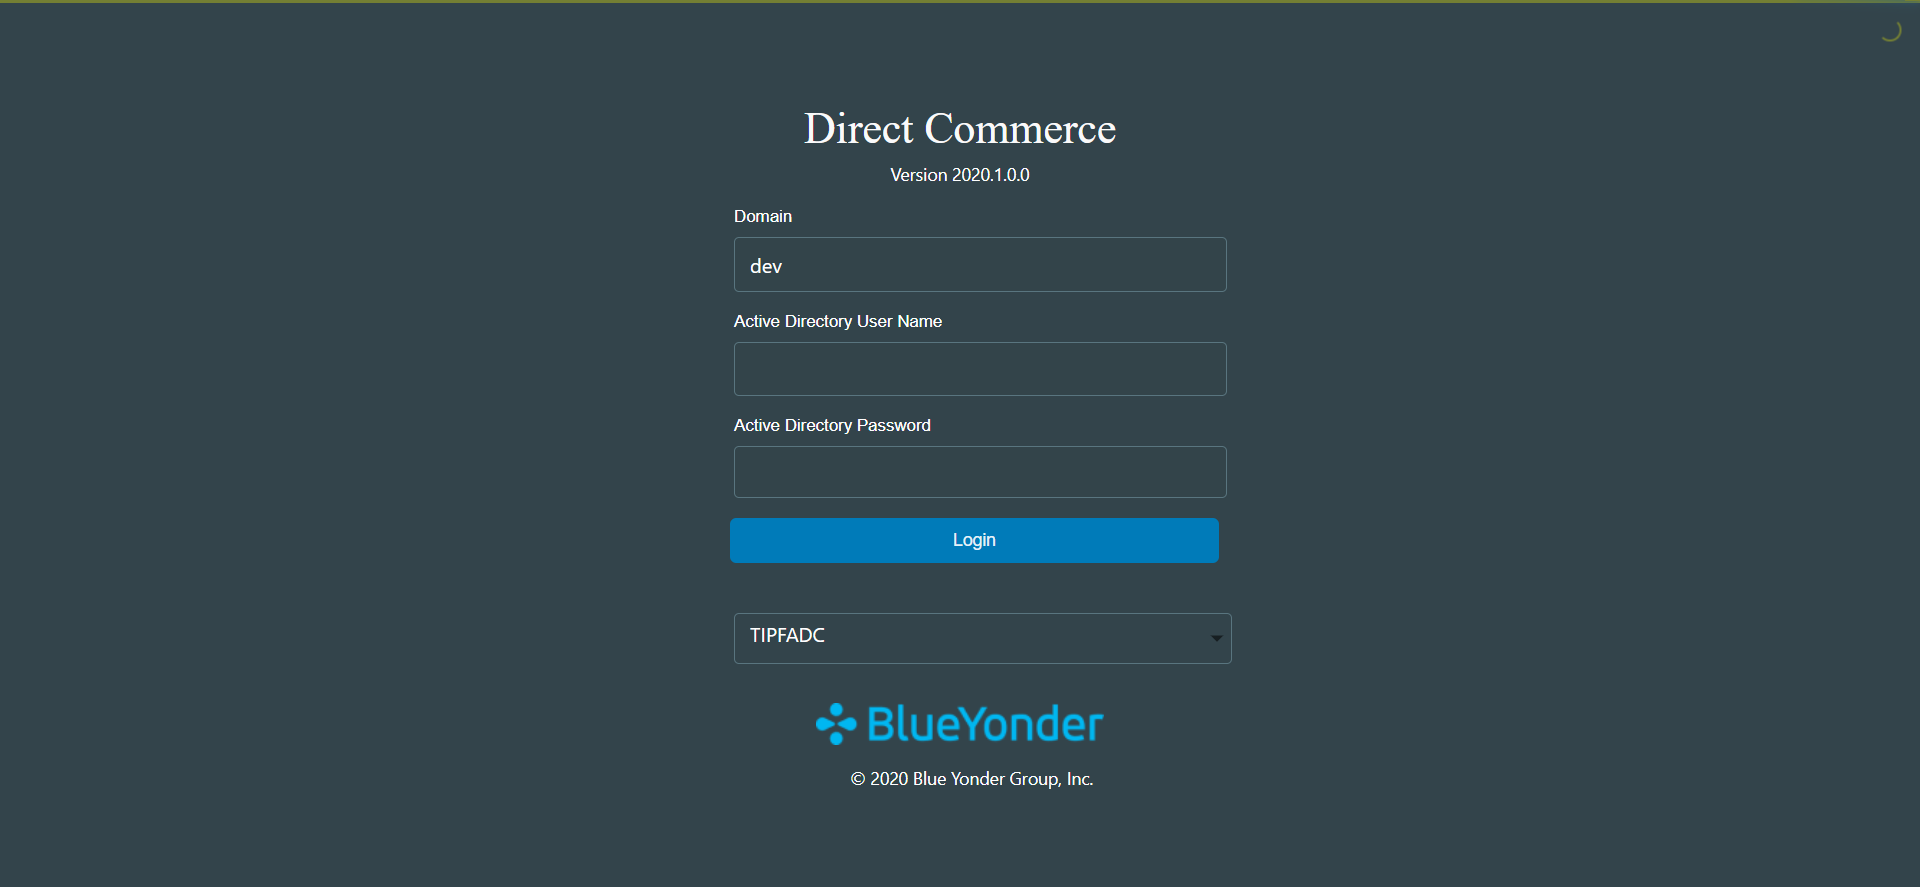 Direct Commerce
Version 2020.1.0.0
Domain
dev
Active Directory User Name
Active Directory Password
Login
TIPFADC
BlueYonder
© 2020 Blue Yonder Group, Inc.